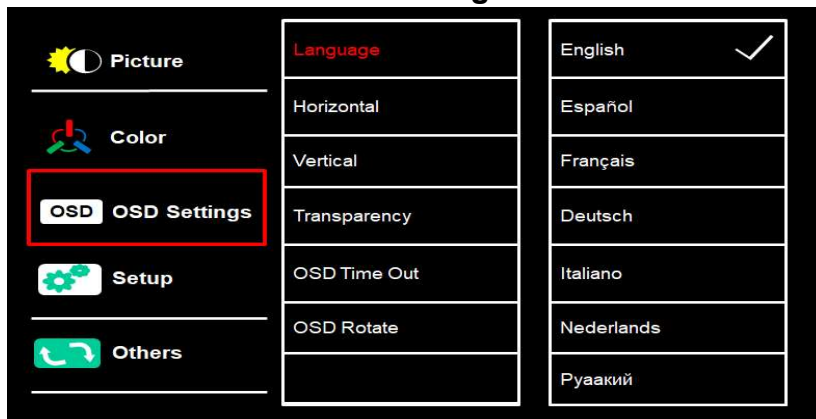 Picture
Color
OSD OSD Settings
Setup
Others
Language
Horizontal
Vertical
Transparency
OSD Time Out
OSD Rotate
English
Español
Français
Deutsch
Italiano
Nederlands
Руаакий